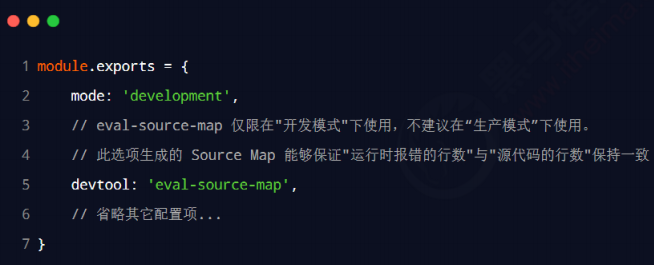 1 module.exports = {
2 mode: 'development',
3 // eval-source-map 仅限在"开发模式"下使用，不建议在“生产模式”下使用。
4 // 此选项生成的 Source Map 能够保证"运行时报错的行数"与"源代码的行数"保持一致
5 devtool: 'eval-source-map',
6 // 省略其它配置项...
7 }